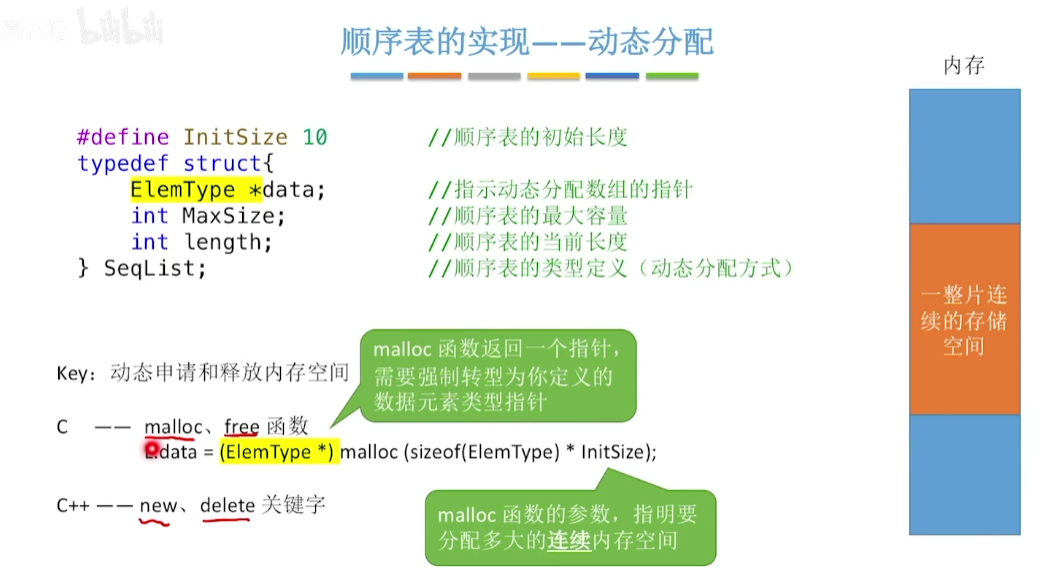 bilibili
顺序表的实现——动态分配
内存
#define InitSize 10 //顺序表的初始长度
typedef struct{
ElemType *data; //指示动态分配数组的指针
int MaxSize; //顺序表的最大容量
int length; //顺序表的当前长度
} SeqList; //顺序表的类型定义（动态分配方式）
一整片连
续的存储
空间
malloc 函数返回一个指针，
需要强制转型为你定义的
数据元素类型指针
Key：动态申请和释放内存空间
C —— malloc、free 函数
L.data = (ElemType *) malloc (sizeof(ElemType) * InitSize);
C++ —— new、delete 关键字
malloc 函数的参数，指明要
分配多大的连续内存空间